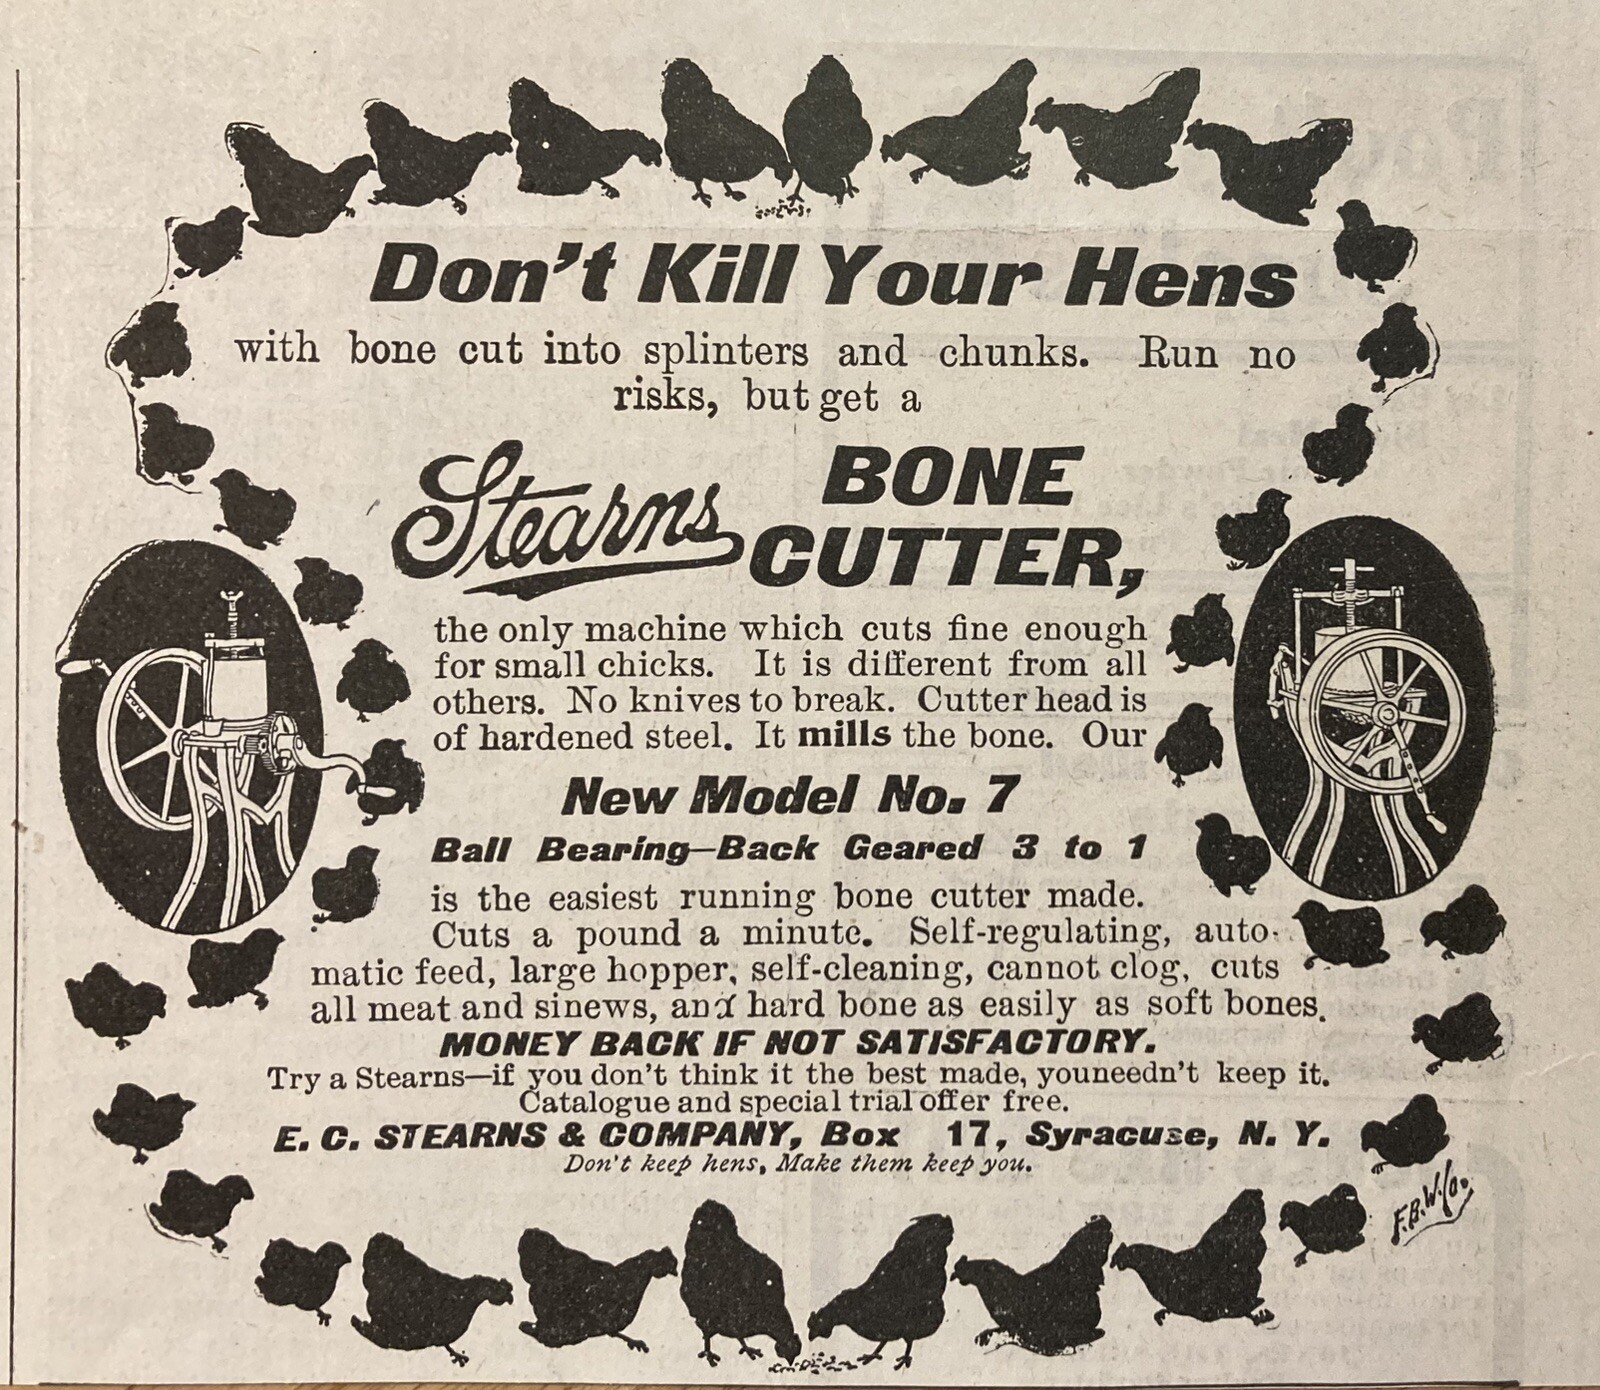 Don't Kill Your Hens
with bone cut into splinters and chunks. Run no
risks, but get a
Stearns BONE
CUTTER,
the only machine which cuts fine enough
for small chicks. It is different from all
others. No knives to break. Cutter head is
of hardened steel. It mills the bone. Our
New Model No. 7
Ball Bearing—Back Geared 3 to 1
is the easiest running bone cutter made.
Cuts a pound a minute. Self-regulating, auto-
matic feed, large hopper, self-cleaning, cannot clog, cuts
all meat and sinews, and hard bone as easily as soft bones.
MONEY BACK IF NOT SATISFACTORY.
Try a Stearns—if you don't think it the best made, youneedn't keep it.
Catalogue and special trial offer free.
E. C. STEARNS & COMPANY, Box 17, Syracuse, N. Y.
Don't keep hens, Make them keep you.
F.B.W.Co.